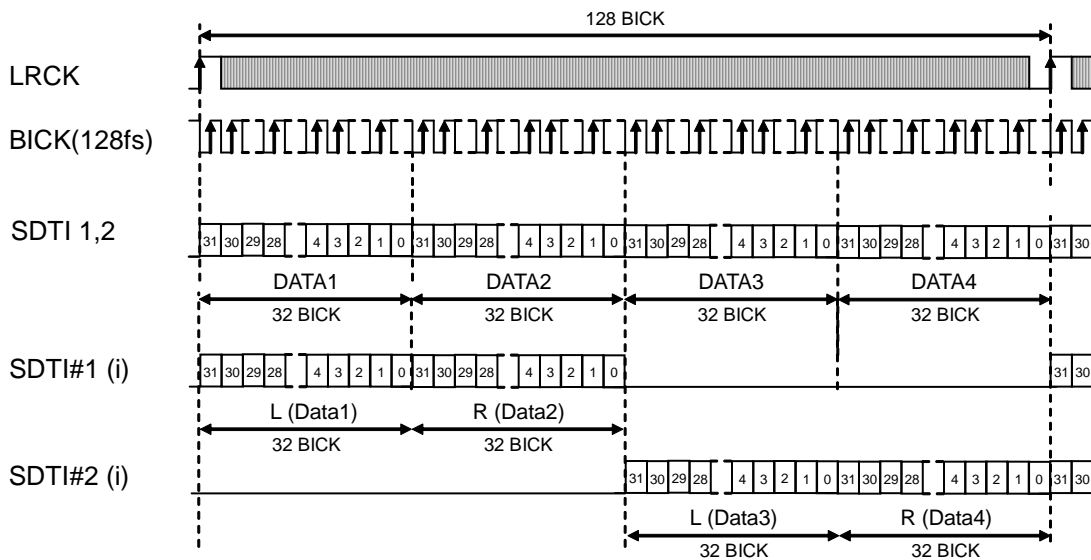 128 BICK
LRCK
BICK(128fs)
SDTI 1,2
31 30 29 28 4 3 2 1 0 31 30 29 28 4 3 2 1 0 31 30 29 28 4 3 2 1 0 31 30 29 28 4 3 2 1 0 31 30
DATA1 DATA2 DATA3 DATA4
32 BICK 32 BICK 32 BICK 32 BICK
SDTI#1 (i)
31 30 29 28 4 3 2 1 0 31 30 29 28 4 3 2 1 0 31 30
L (Data1) R (Data2)
32 BICK 32 BICK
SDTI#2 (i)
31 30 29 28 4 3 2 1 0 31 30 29 28 4 3 2 1 0 31 30
L (Data3) R (Data4)
32 BICK 32 BICK